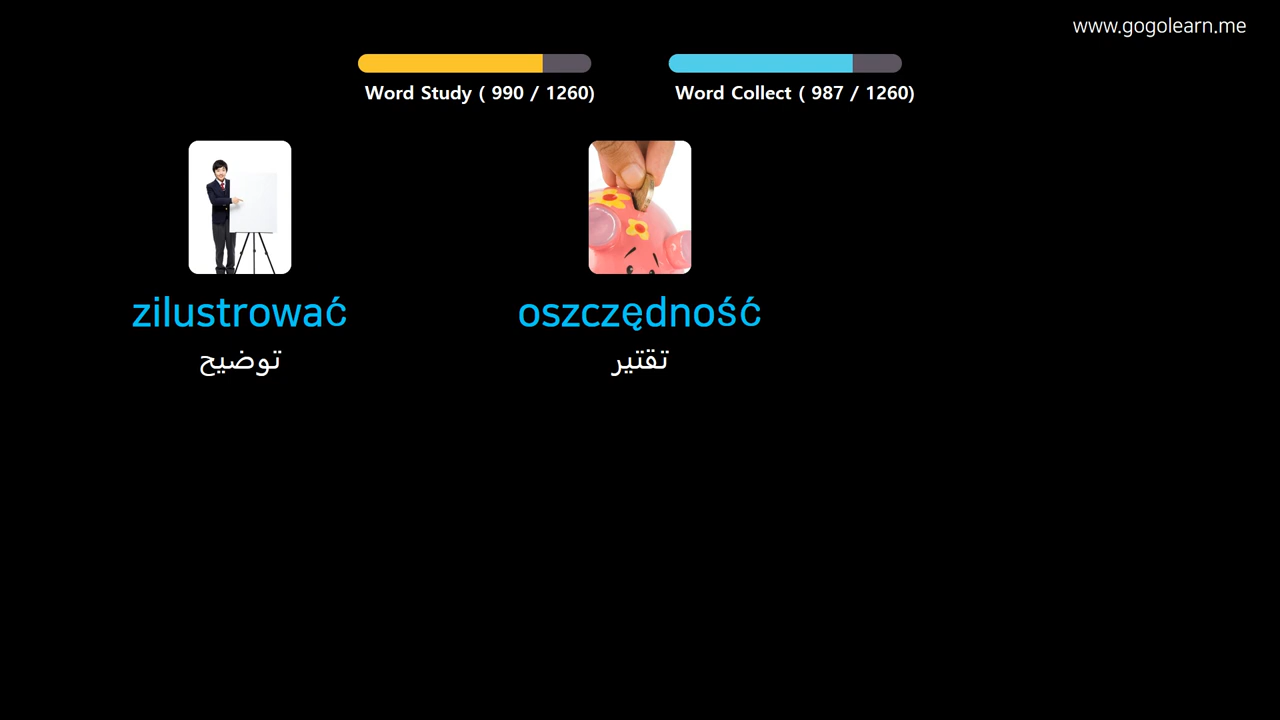 www.gogolearn.me
Word Study ( 990 / 1260)
Word Collect ( 987 / 1260)
zilustrować
توضيح
oszczędność
تقتير